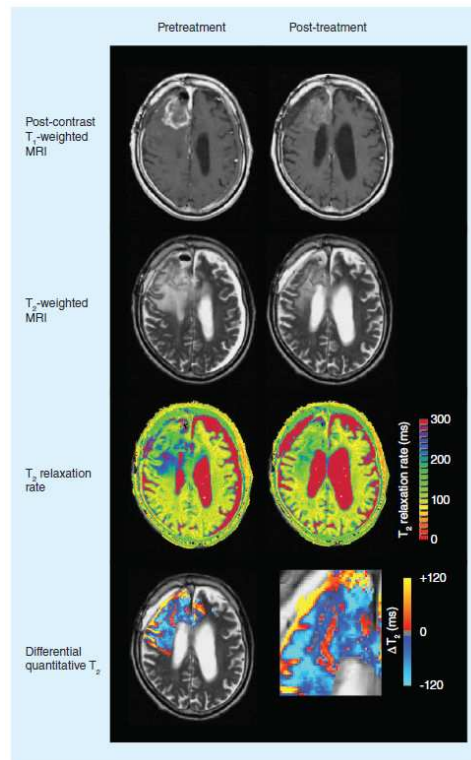 Pretreatment Post-treatment
Post-contrast
T1-weighted
MRI
T2-weighted
MRI
T2 relaxation
rate
T2 relaxation rate (ms)
300
200
100
0
Differential
quantitative T2
ΔT2 (ms)
+120
0
-120